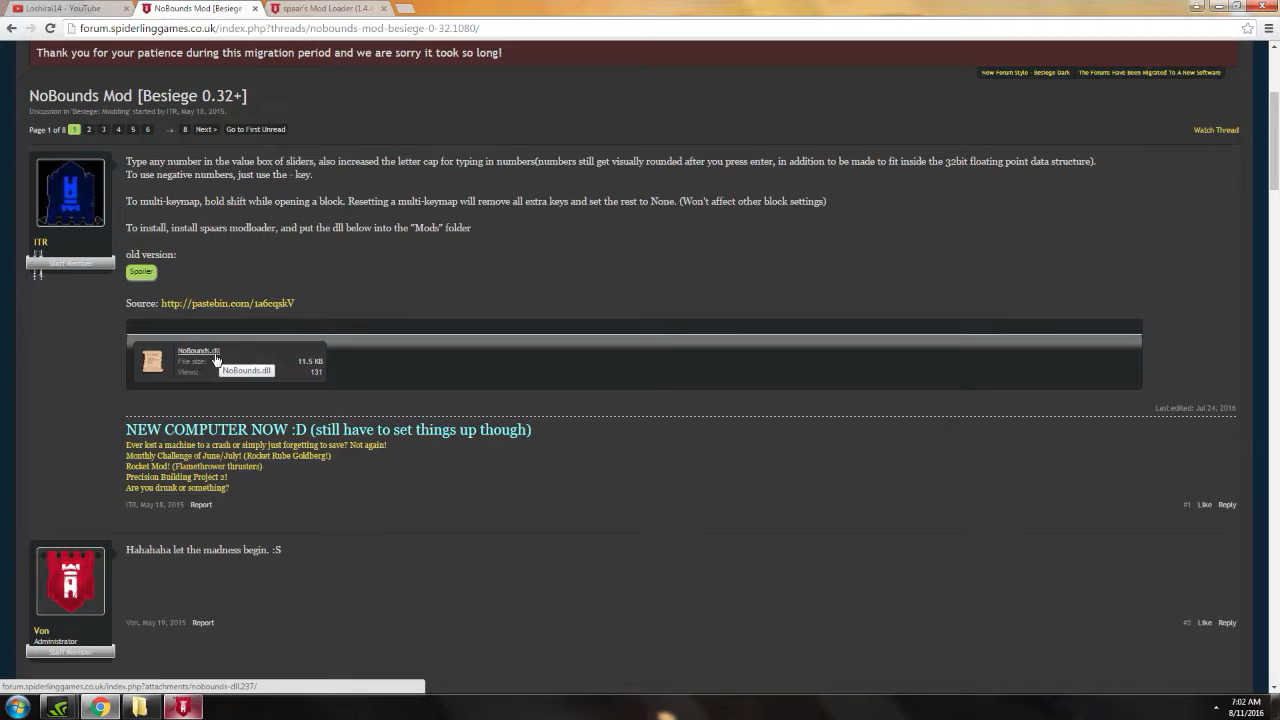 Loshirai14 - YouTube
NoBounds Mod [Besiege
spaar's Mod Loader (1.4.
forum.spiderlinggames.co.uk/index.php?threads/nobounds-mod-besiege-0-32.1080/
Thank you for your patience during this migration period and we are sorry it took so long!
New Forum Style - Besiege Dark
The Forums Have Been Migrated To A New Software
NoBounds Mod [Besiege 0.32+]
Discussion in 'Besiege: Modding' started by ITR, May 18, 2015.
Page 1 of 8 1 2 3 4 5 6 → 8 Next > Go to First Unread
Watch Thread
Type any number in the value box of sliders, also increased the letter cap for typing in numbers(numbers still get visually rounded after you press enter, in addition to be made to fit inside the 32bit floating point data structure).
To use negative numbers, just use the - key.
To multi-keymap, hold shift while opening a block. Resetting a multi-keymap will remove all extra keys and set the rest to None. (Won't affect other block settings)
To install, install spaars modloader, and put the dll below into the "Mods" folder
ITR
Staff Member
old version:
Spoiler
Source: http://pastebin.com/1a6cqskV
NoBounds.dll
File size: 11.5 KB
NoBounds.dll
Views: 131
Last edited: Jul 24, 2016
NEW COMPUTER NOW :D (still have to set things up though)
Ever lost a machine to a crash or simply just forgetting to save? Not again!
Monthly Challenge of June/July! (Rocket Rube Goldberg!)
Rocket Mod! (Flamethrower thrusters)
Precision Building Project 2!
Are you drunk or something?
ITR, May 18, 2015 Report
#1 Like Reply
Hahahaha let the madness begin. :S
Von
Administrator
Staff Member
Von, May 19, 2015 Report
#2 Like Reply
forum.spiderlinggames.co.uk/index.php?attachments/nobounds-dll.237/
7:02 AM
8/11/2016